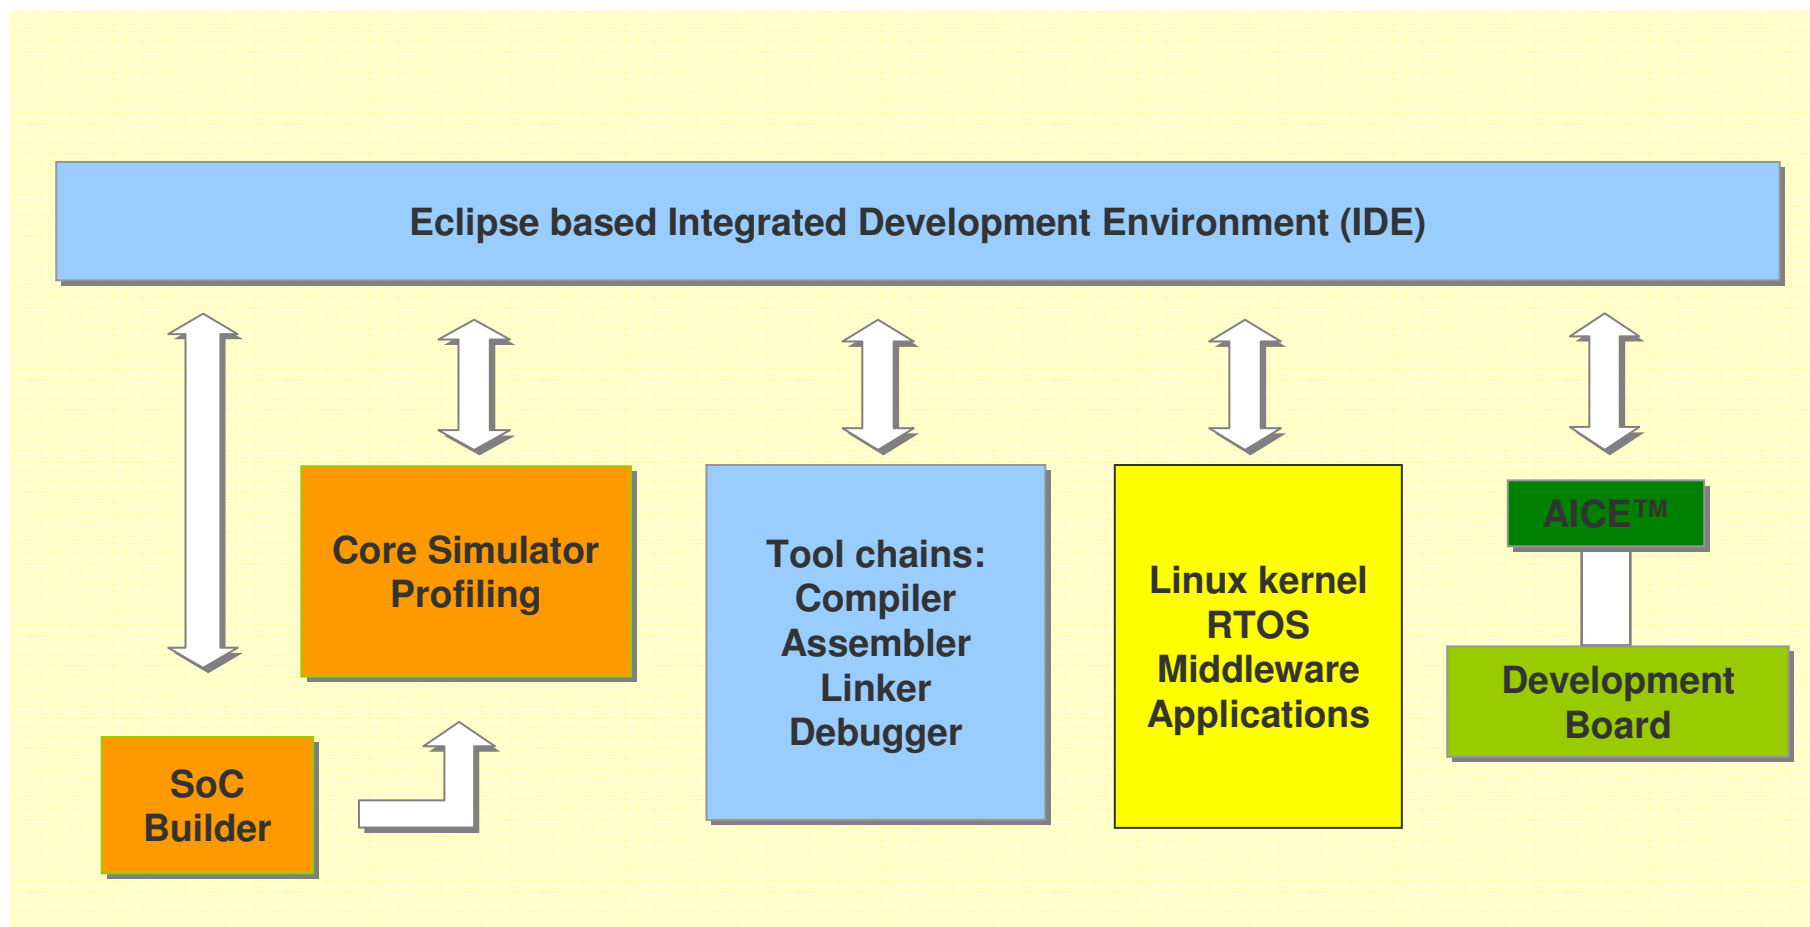 Eclipse based Integrated Development Environment (IDE)
Core Simulator
Profiling
SoC
Builder
Tool chains:
Compiler
Assembler
Linker
Debugger
Linux kernel
RTOS
Middleware
Applications
AICE™
Development
Board